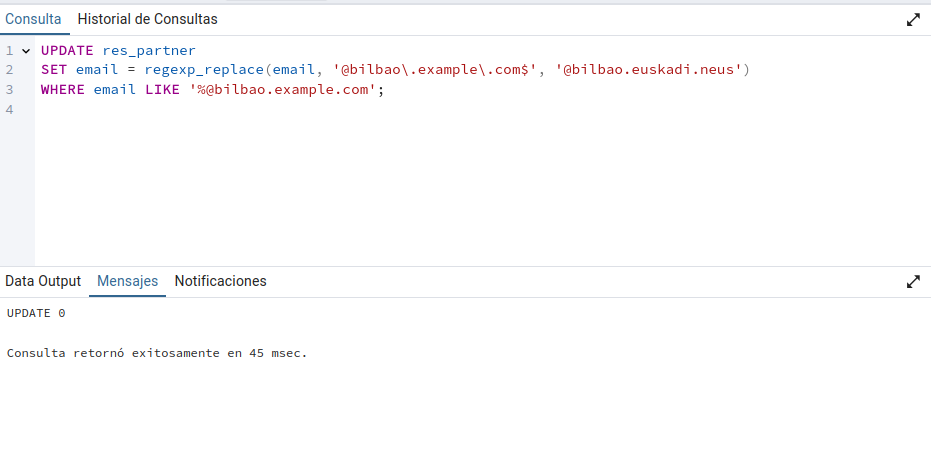 Consulta Historial de Consultas
1 UPDATE res_partner
2 SET email = regexp_replace(email, '@bilbao\.example\.com$', '@bilbao.euskadi.neus')
3 WHERE email LIKE '%@bilbao.example.com';
4
Data Output Mensajes Notificaciones
UPDATE 0
Consulta retornó exitosamente en 45 msec.